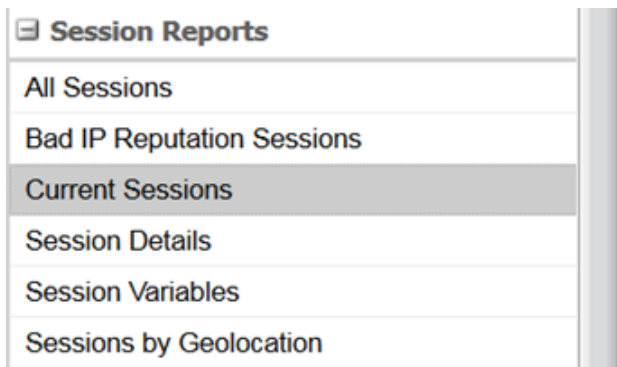 Session Reports
All Sessions
Bad IP Reputation Sessions
Current Sessions
Session Details
Session Variables
Sessions by Geolocation